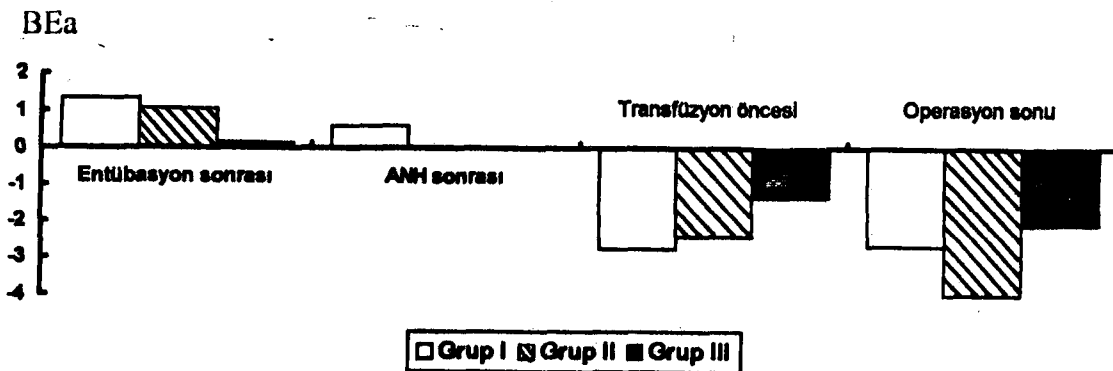 BEa
2
1
0
-1
-2
-3
-4
Entübasyon sonrası
ANH sonrası
Transfüzyon öncesi
Operasyon sonu
Grup I Grup II Grup III